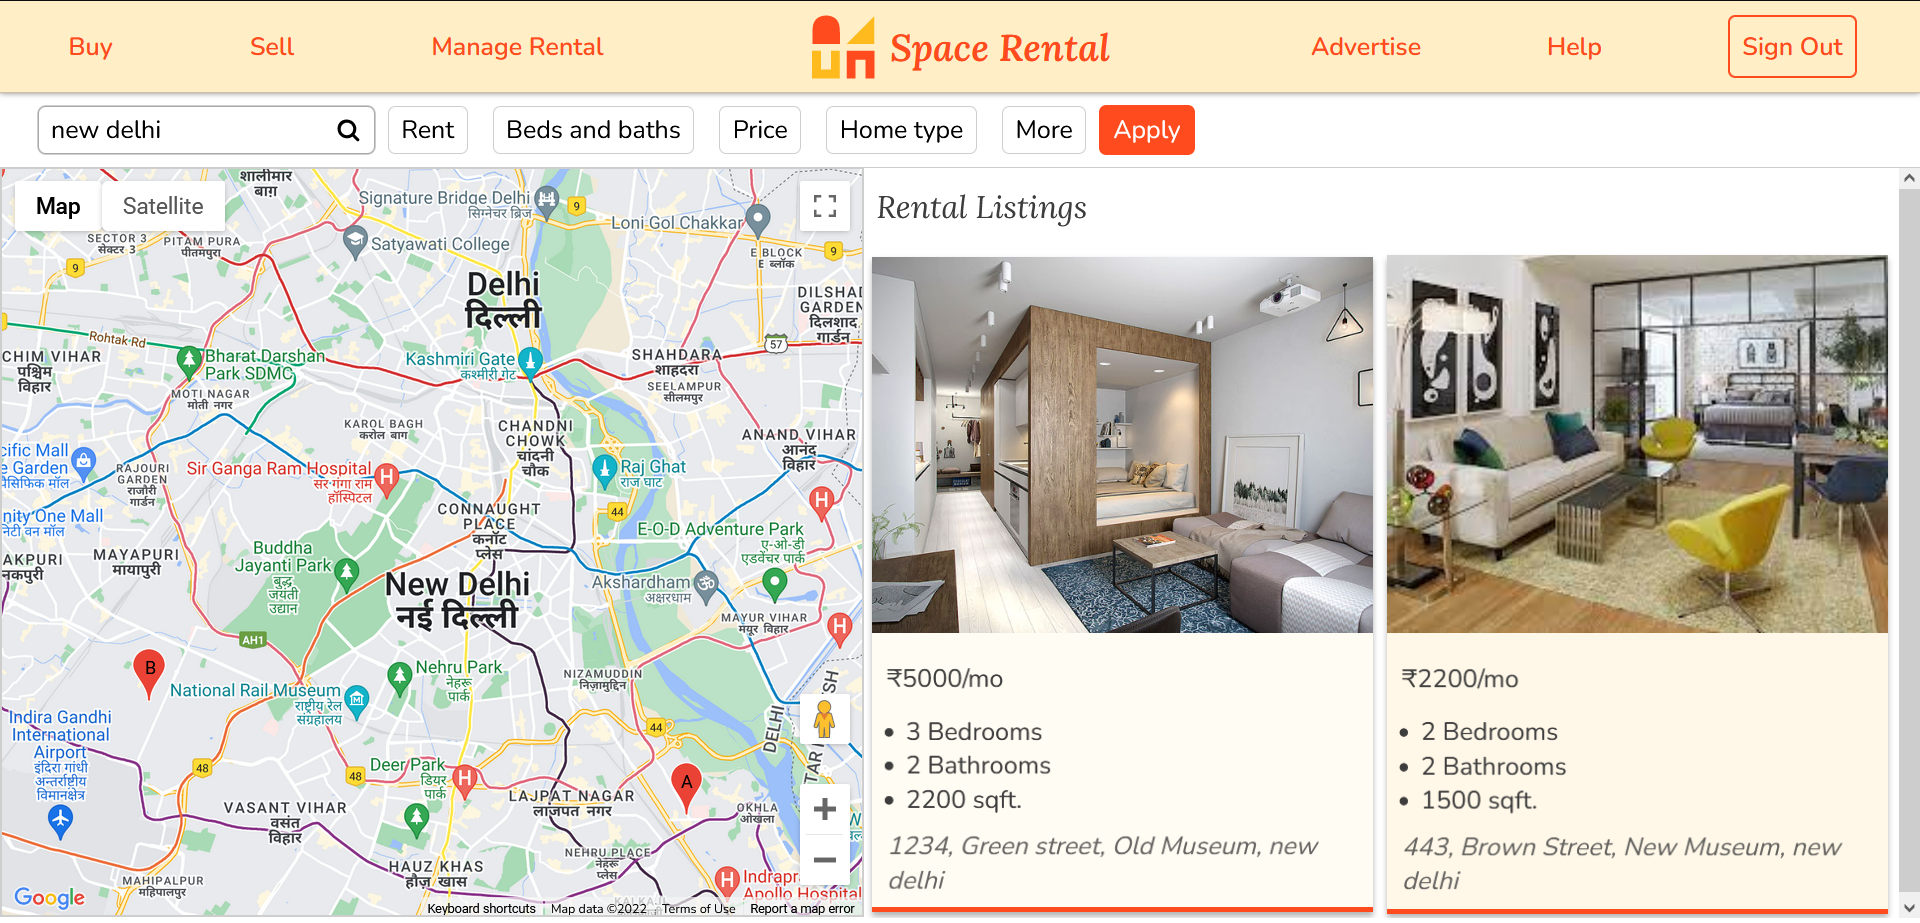 Buy
Sell
Manage Rental
Space Rental
Advertise
Help
Sign Out
new delhi
Rent
Beds and baths
Price
Home type
More
Apply
Map
Satellite
शालीमार
बाग़
Signature Bridge Delhi
सिग्नेचर ब्रिज
9
Loni Gol Chakkar
SECTOR 3
सेक्टर 3
PITAM PURA
पीतमपुरा
Satyawati College
E BLOCK
E ब्लॉक
9
9
Delhi
दिल्ली
DILSHAD
GARDEN
दिलशाद
गार्डन
Rohtak Rd
57
CHIM VIHAR
पश्चिम
विहार
Bharat Darshan
Park SDMC
Kashmiri Gate
कश्मीरी गेट
SHAHDARA
शाहदरा
SEELAMPUR
सीलमपुर
MOTI NAGAR
मोती नगर
KAROL BAGH
करोल बाग
CHANDNI
CHOWK
चांदनी
चौक
ANAND VIHAR
आनंद
विहार
cific Mall
e Garden
पैसिफिक मॉल
RAJOURI
GARDEN
राजौरी
गार्डन
Sir Ganga Ram Hospital
सर गंगा राम
हॉस्पिटल
H
Raj Ghat
राज घाट
H
nity One Mall
निटी वन मॉल
CONNAUGHT
PLACE
कनॉट
प्लेस
44
E-O-D Adventure Park
ए-ओ-डी
एडवेंचर पार्क
AKPURI
नकपुरी
MAYAPURI
मायापुरी
Buddha
Jayanti Park
बुद्ध
जयंती
उद्यान
New Delhi
नई दिल्ली
Akshardham
अक्षरधाम
MAYUR VIHAR
मयूर विहार
H
AH1
B
Nehru Park
नेहरू
पार्क
NIZAMUDDIN
निज़ामुद्दिन
National Rail Museum
राष्ट्रीय रेल
संग्रहालय
Indira Gandhi
International
Airport
इंदिरा गांधी
अन्तर्राष्ट्रीय
विमानक्षेत्र
44
DELHI
48
48
Deer Park
डियर
पार्क
H
A
VASANT VIHAR
वसंत
विहार
LAJPAT NAGAR
लाजपत नगर
OKHLA
ओखला
HAUZ KHAS
हौज़ खास
NEHRU PLACE
नेहरू
प्लेस
MAHIPALPUR
महिपालपुर
H
Indrapra
Apollo Hospital
Google
Keyboard shortcuts
Map data ©2022
Terms of Use
Report a map error
Rental Listings
₹5000/mo
3 Bedrooms
2 Bathrooms
2200 sqft.
1234, Green street, Old Museum, new
delhi
₹2200/mo
2 Bedrooms
2 Bathrooms
1500 sqft.
443, Brown Street, New Museum, new
delhi